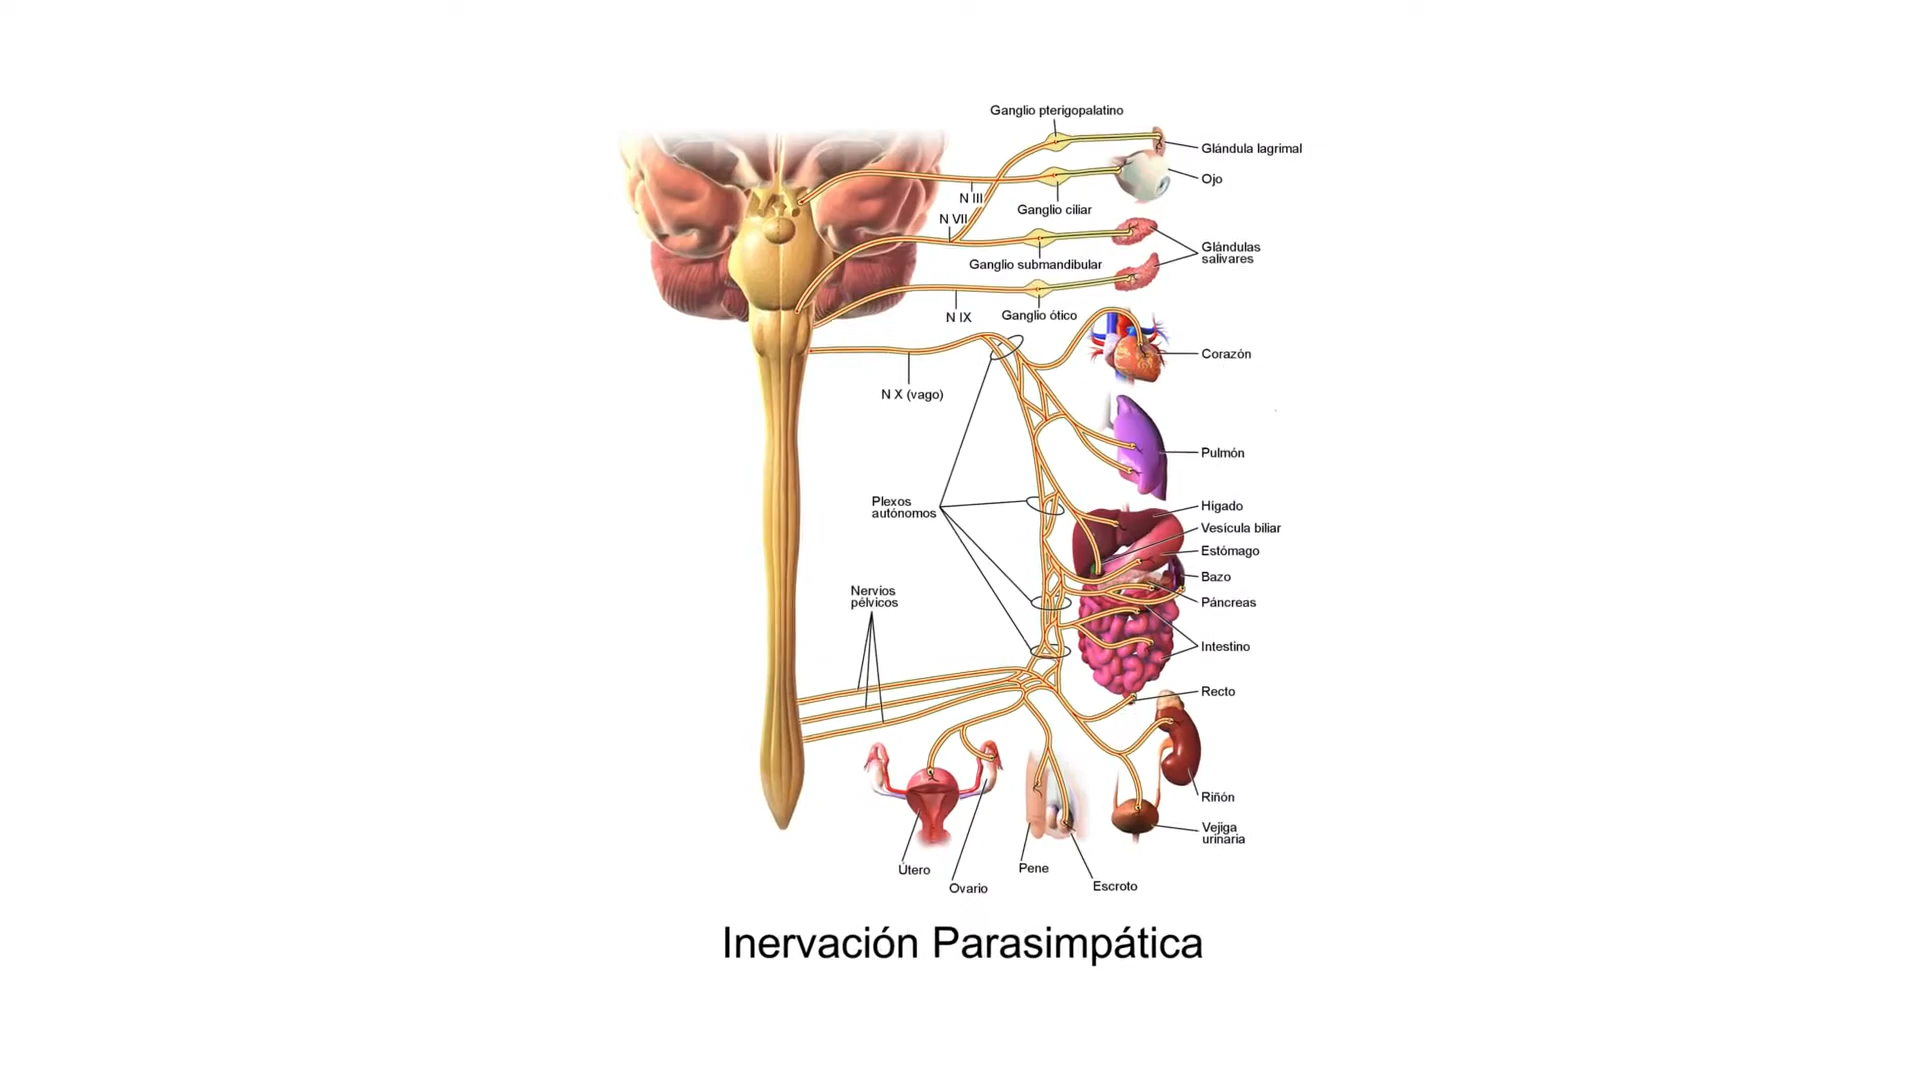 Ganglio pterigopalatino
Glándula lagrimal
Ojo
N III
Ganglio ciliar
N VII
Glándulas
salivares
Ganglio submandibular
N IX
Ganglio ótico
Corazón
N X (vago)
Pulmón
Plexos
autónomos
Hígado
Vesícula biliar
Estómago
Bazo
Páncreas
Nervios
pélvicos
Intestino
Recto
Riñón
Vejiga
urinaria
Útero
Ovario
Pene
Escroto
Inervación Parasimpática